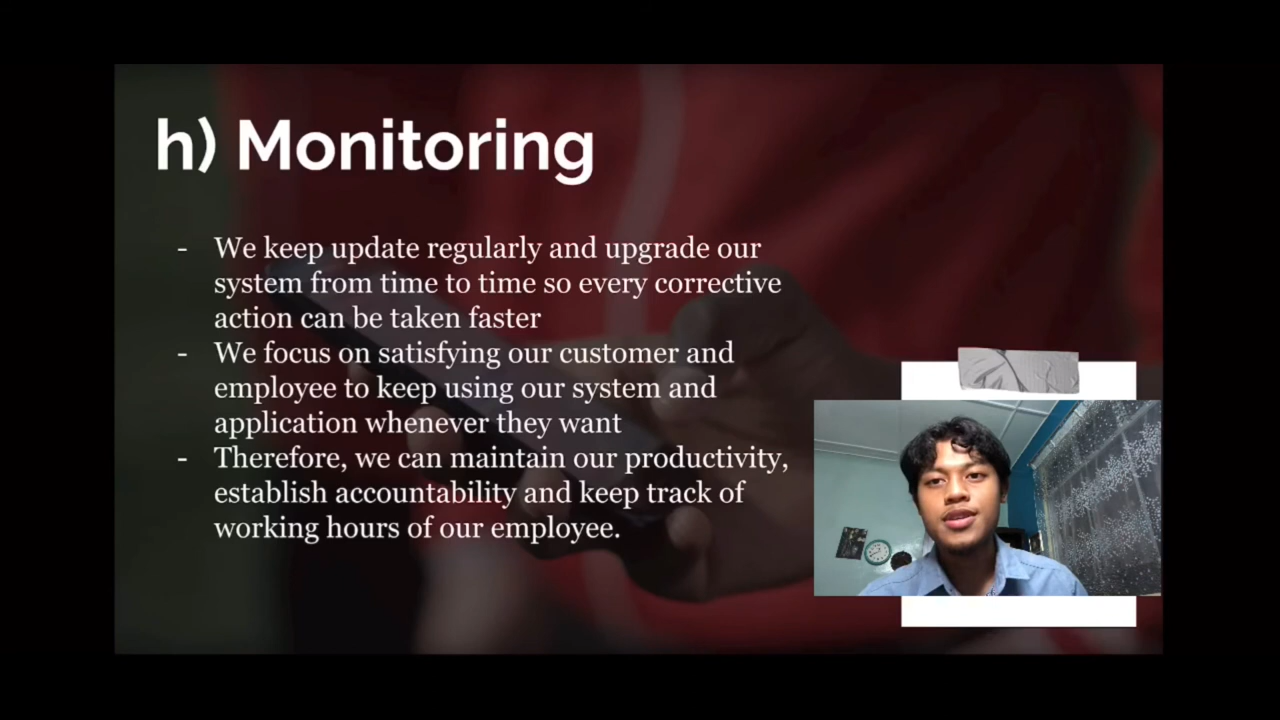 h) Monitoring
- We keep update regularly and upgrade our
system from time to time so every corrective
action can be taken faster
- We focus on satisfying our customer and
employee to keep using our system and
application whenever they want
- Therefore, we can maintain our productivity,
establish accountability and keep track of
working hours of our employee.